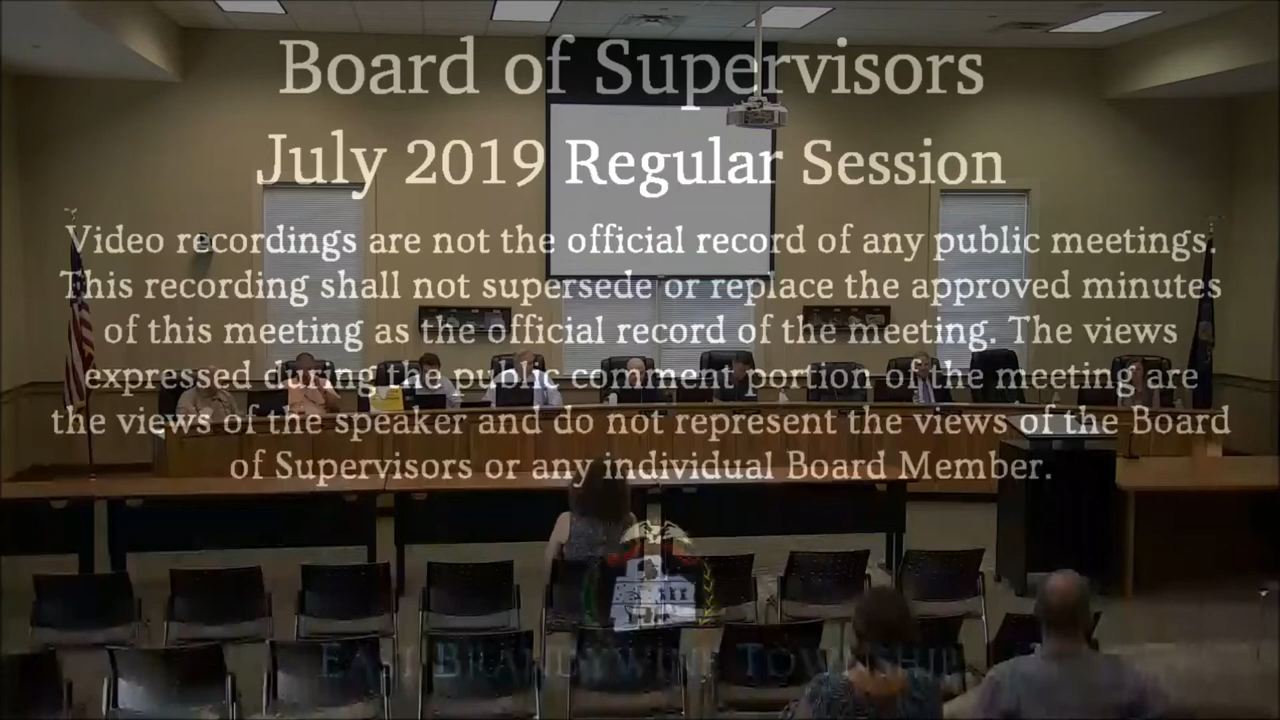 Board of Supervisors
July 2019 Regular Session
Video recordings are not the official record of any public meetings.
This recording shall not supersede or replace the approved minutes
of this meeting as the official record of the meeting. The views
expressed during the public comment portion of the meeting are
the views of the speaker and do not represent the views of the Board
of Supervisors or any individual Board Member.
East Brandywine Township